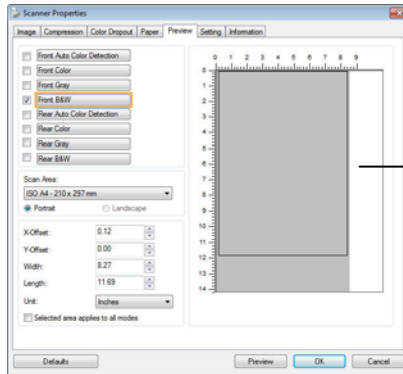 Scanner Properties
Image Compression Color Dropout Paper Preview Setting Information
Front Auto Color Detection
Front Color
Front Gray
Front B&W
Rear Auto Color Detection
Rear Color
Rear Gray
Rear B&W
Scan Area:
ISO A4 - 210 x 297 mm
Portrait Landscape
X-Offset: 0.12
Y-Offset: 0.00
Width: 8.27
Length: 11.69
Unit: Inches
Selected area applies to all modes
0 1 2 3 4 5 6 7 8 9
0
1
2
3
4
5
6
7
8
9
10
11
12
13
14
Defaults Preview OK Cancel